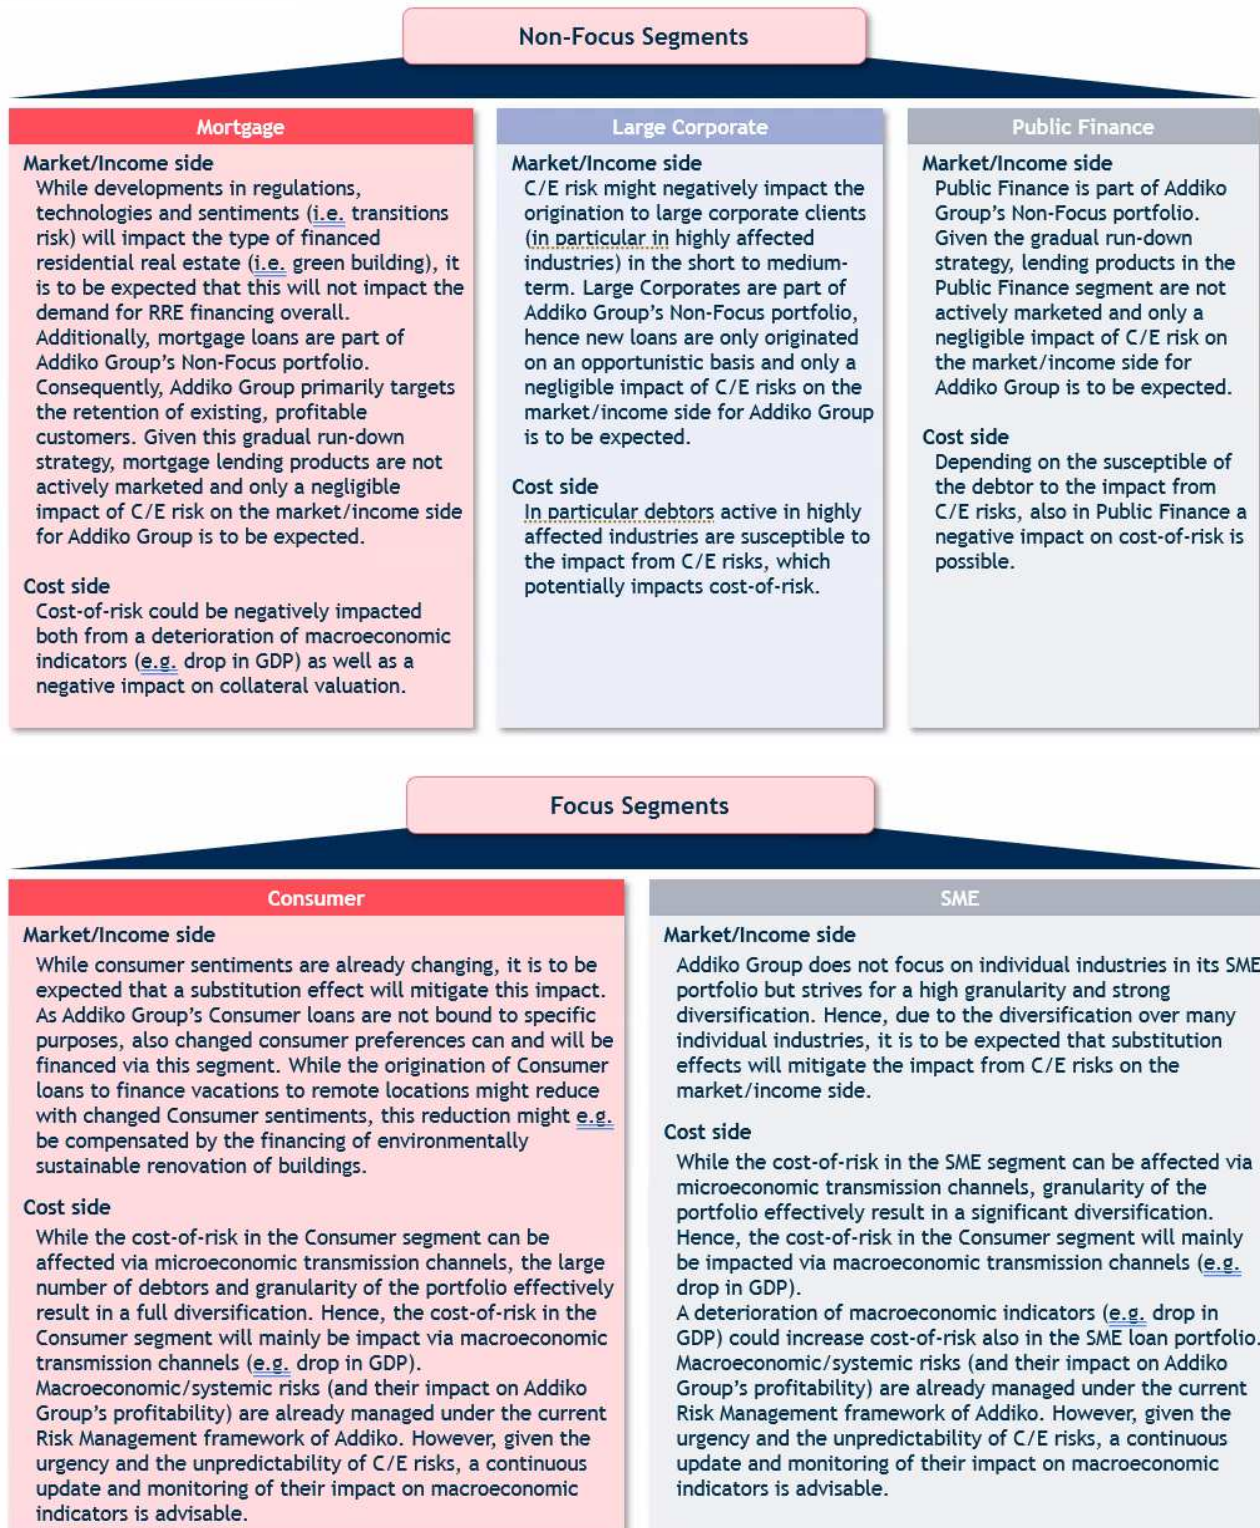 Non-Focus Segments
Mortgage
Market/Income side
While developments in regulations,
technologies and sentiments (i.e. transitions
risk) will impact the type of financed
residential real estate (i.e. green building), it
is to be expected that this will not impact the
demand for RRE financing overall.
Additionally, mortgage loans are part of
Addiko Group's Non-Focus portfolio.
Consequently, Addiko Group primarily targets
the retention of existing, profitable
customers. Given this gradual run-down
strategy, mortgage lending products are not
actively marketed and only a negligible
impact of C/E risk on the market/income side
for Addiko Group is to be expected.
Cost side
Cost-of-risk could be negatively impacted
both from a deterioration of macroeconomic
indicators (e.g. drop in GDP) as well as a
negative impact on collateral valuation.
Large Corporate
Market/Income side
C/E risk might negatively impact the
origination to large corporate clients
(in particular in highly affected
industries) in the short to medium-
term. Large Corporates are part of
Addiko Group's Non-Focus portfolio,
hence new loans are only originated
on an opportunistic basis and only a
negligible impact of C/E risks on the
market/income side for Addiko Group
is to be expected.
Cost side
In particular debtors active in highly
affected industries are susceptible to
the impact from C/E risks, which
potentially impacts cost-of-risk.
Public Finance
Market/Income side
Public Finance is part of Addiko
Group's Non-Focus portfolio.
Given the gradual run-down
strategy, lending products in the
Public Finance segment are not
actively marketed and only a
negligible impact of C/E risk on
the market/income side for
Addiko Group is to be expected.
Cost side
Depending on the susceptible of
the debtor to the impact from
C/E risks, also in Public Finance a
negative impact on cost-of-risk is
possible.
Focus Segments
Consumer
Market/Income side
While consumer sentiments are already changing, it is to be
expected that a substitution effect will mitigate this impact.
As Addiko Group's Consumer loans are not bound to specific
purposes, also changed consumer preferences can and will be
financed via this segment. While the origination of Consumer
loans to finance vacations to remote locations might reduce
with changed Consumer sentiments, this reduction might e.g.
be compensated by the financing of environmentally
sustainable renovation of buildings.
Cost side
While the cost-of-risk in the Consumer segment can be
affected via microeconomic transmission channels, the large
number of debtors and granularity of the portfolio effectively
result in a full diversification. Hence, the cost-of-risk in the
Consumer segment will mainly be impact via macroeconomic
transmission channels (e.g. drop in GDP).
Macroeconomic/systemic risks (and their impact on Addiko
Group's profitability) are already managed under the current
Risk Management framework of Addiko. However, given the
urgency and the unpredictability of C/E risks, a continuous
update and monitoring of their impact on macroeconomic
indicators is advisable.
SME
Market/Income side
Addiko Group does not focus on individual industries in its SME
portfolio but strives for a high granularity and strong
diversification. Hence, due to the diversification over many
individual industries, it is to be expected that substitution
effects will mitigate the impact from C/E risks on the
market/income side.
Cost side
While the cost-of-risk in the SME segment can be affected via
microeconomic transmission channels, granularity of the
portfolio effectively result in a significant diversification.
Hence, the cost-of-risk in the Consumer segment will mainly
be impacted via macroeconomic transmission channels (e.g.
drop in GDP).
A deterioration of macroeconomic indicators (e.g. drop in
GDP) could increase cost-of-risk also in the SME loan portfolio.
Macroeconomic/systemic risks (and their impact on Addiko
Group's profitability) are already managed under the current
Risk Management framework of Addiko. However, given the
urgency and the unpredictability of C/E risks, a continuous
update and monitoring of their impact on macroeconomic
indicators is advisable.